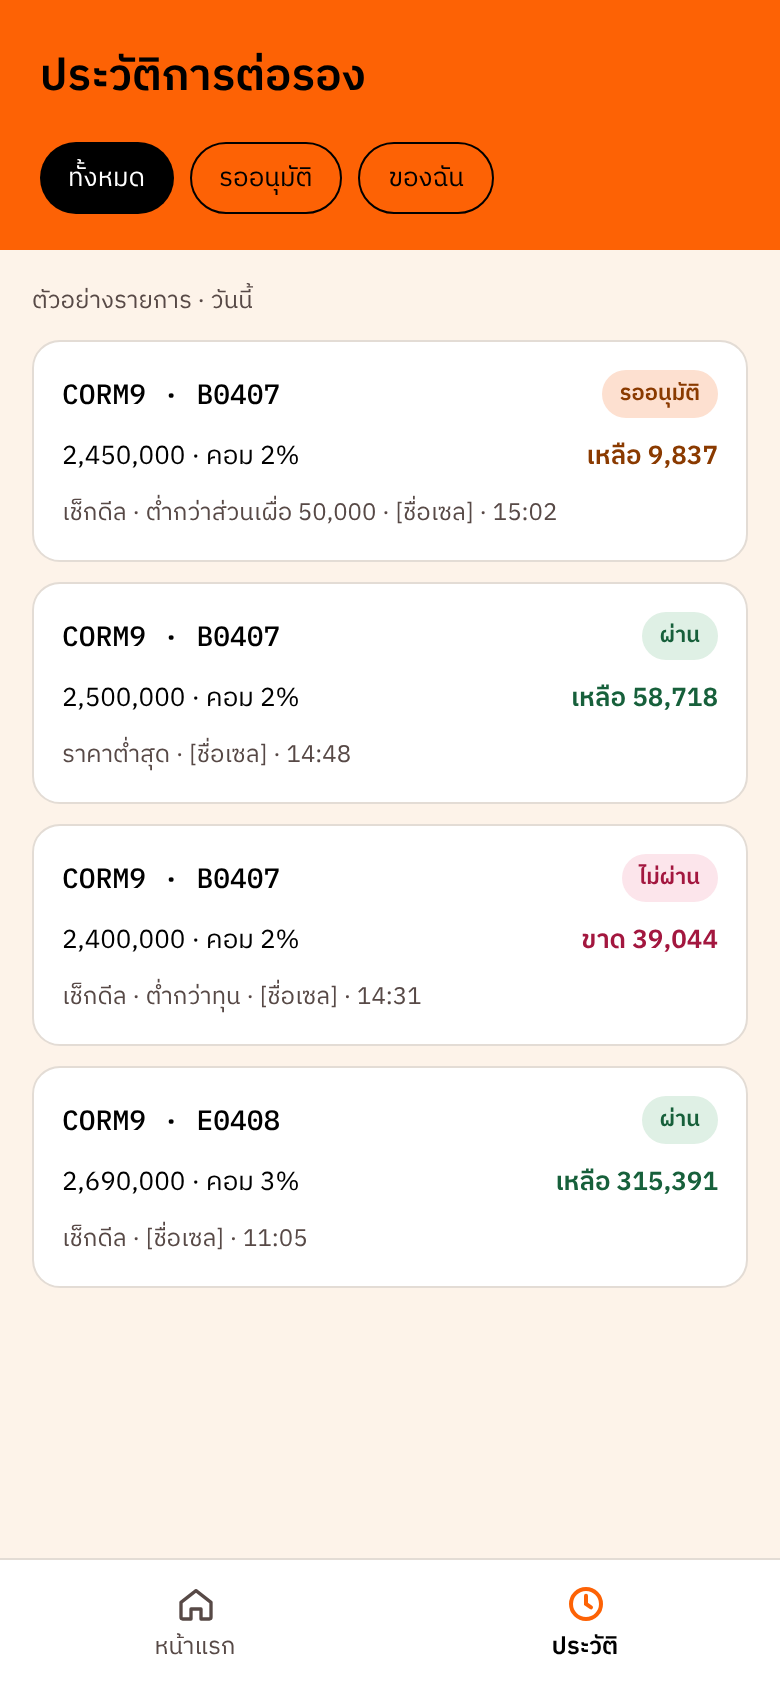 ประวัติการต่อรอง
ทั้งหมด
รออนุมัติ
ของฉัน
ตัวอย่างรายการ · วันนี้
CORM9 · B0407
รออนุมัติ
2,450,000 · คอม 2%
เหลือ 9,837
เช็กดีล · ต่ำกว่าส่วนเผื่อ 50,000 · [ชื่อเซล] · 15:02
CORM9 · B0407
ผ่าน
2,500,000 · คอม 2%
เหลือ 58,718
ราคาต่ำสุด · [ชื่อเซล] · 14:48
CORM9 · B0407
ไม่ผ่าน
2,400,000 · คอม 2%
ขาด 39,044
เช็กดีล · ต่ำกว่าทุน · [ชื่อเซล] · 14:31
CORM9 · E0408
ผ่าน
2,690,000 · คอม 3%
เหลือ 315,391
เช็กดีล · [ชื่อเซล] · 11:05
หน้าแรก
ประวัติ